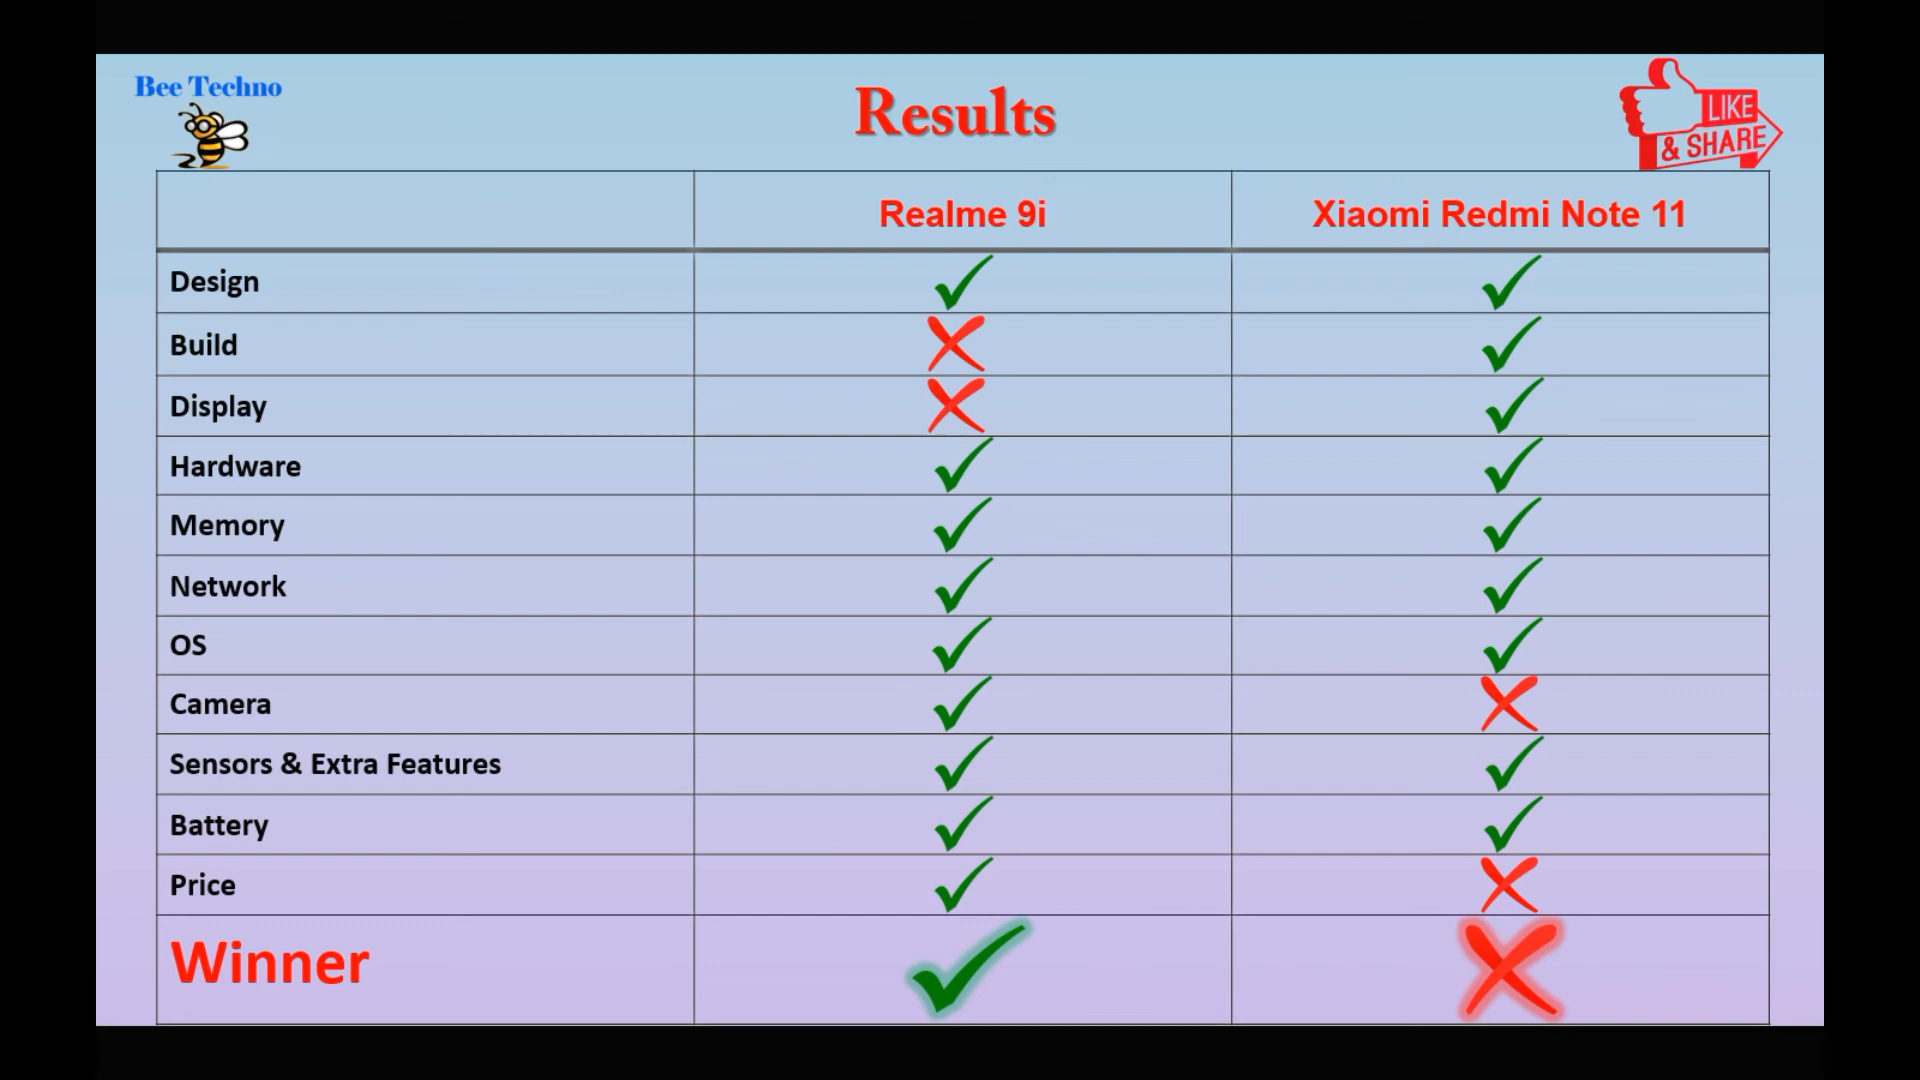 Bee Techno
Results
LIKE
& SHARE
Realme 9i
Xiaomi Redmi Note 11
Design
Build
Display
Hardware
Memory
Network
OS
Camera
Sensors & Extra Features
Battery
Price
Winner